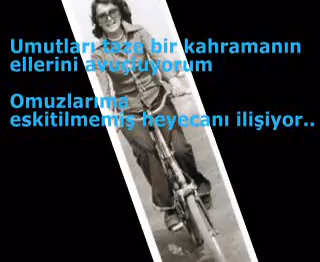 Umutları taze bir kahramanın
ellerini avuçluyorum
Omuzlarıma
eskitilmemiş heyecanı ilişiyor..